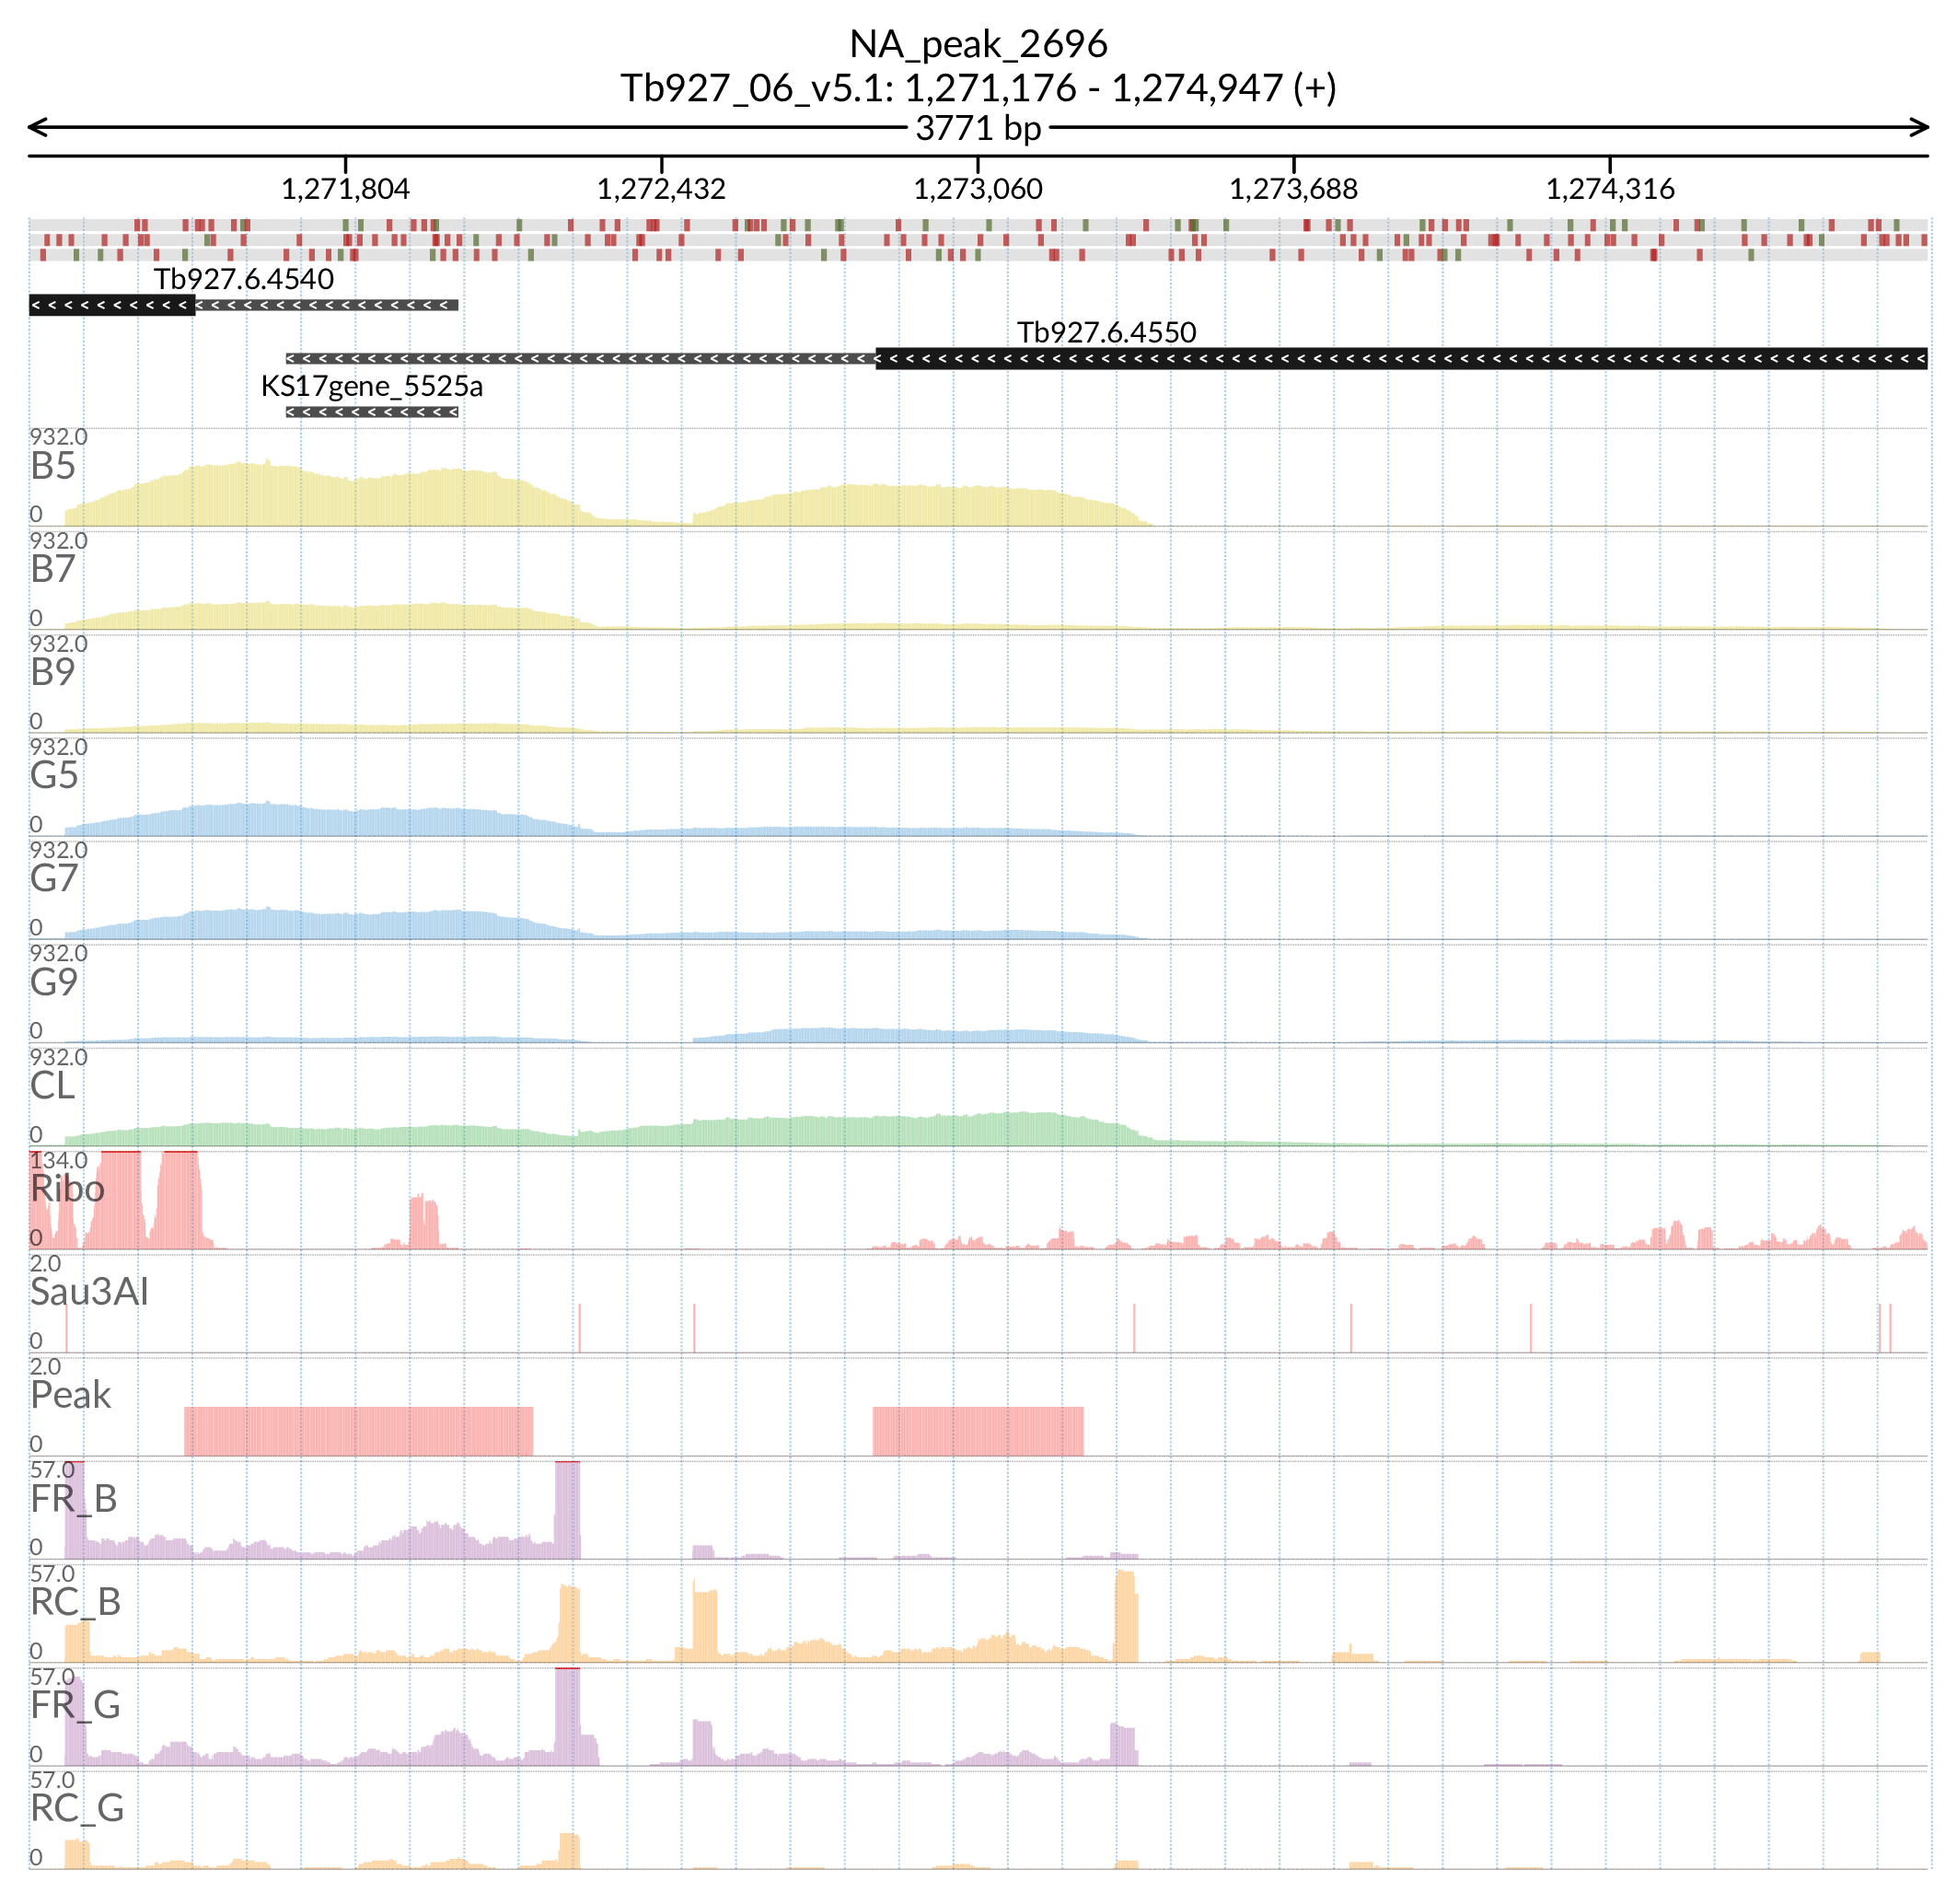 NA_peak_2696
Tb927_06_v5.1: 1,271,176 - 1,274,947 (+)
3771 bp
1,271,804 1,272,432 1,273,060 1,273,688 1,274,316
Tb927.6.4540
Tb927.6.4550
KS17gene_5525a
932.0
B5
0
932.0
B7
0
932.0
B9
0
932.0
G5
0
932.0
G7
0
932.0
G9
0
932.0
CL
0
134.0
Ribo
0
2.0
Sau3AI
0
2.0
Peak
0
57.0
FR_B
0
57.0
RC_B
0
57.0
FR_G
0
57.0
RC_G
0